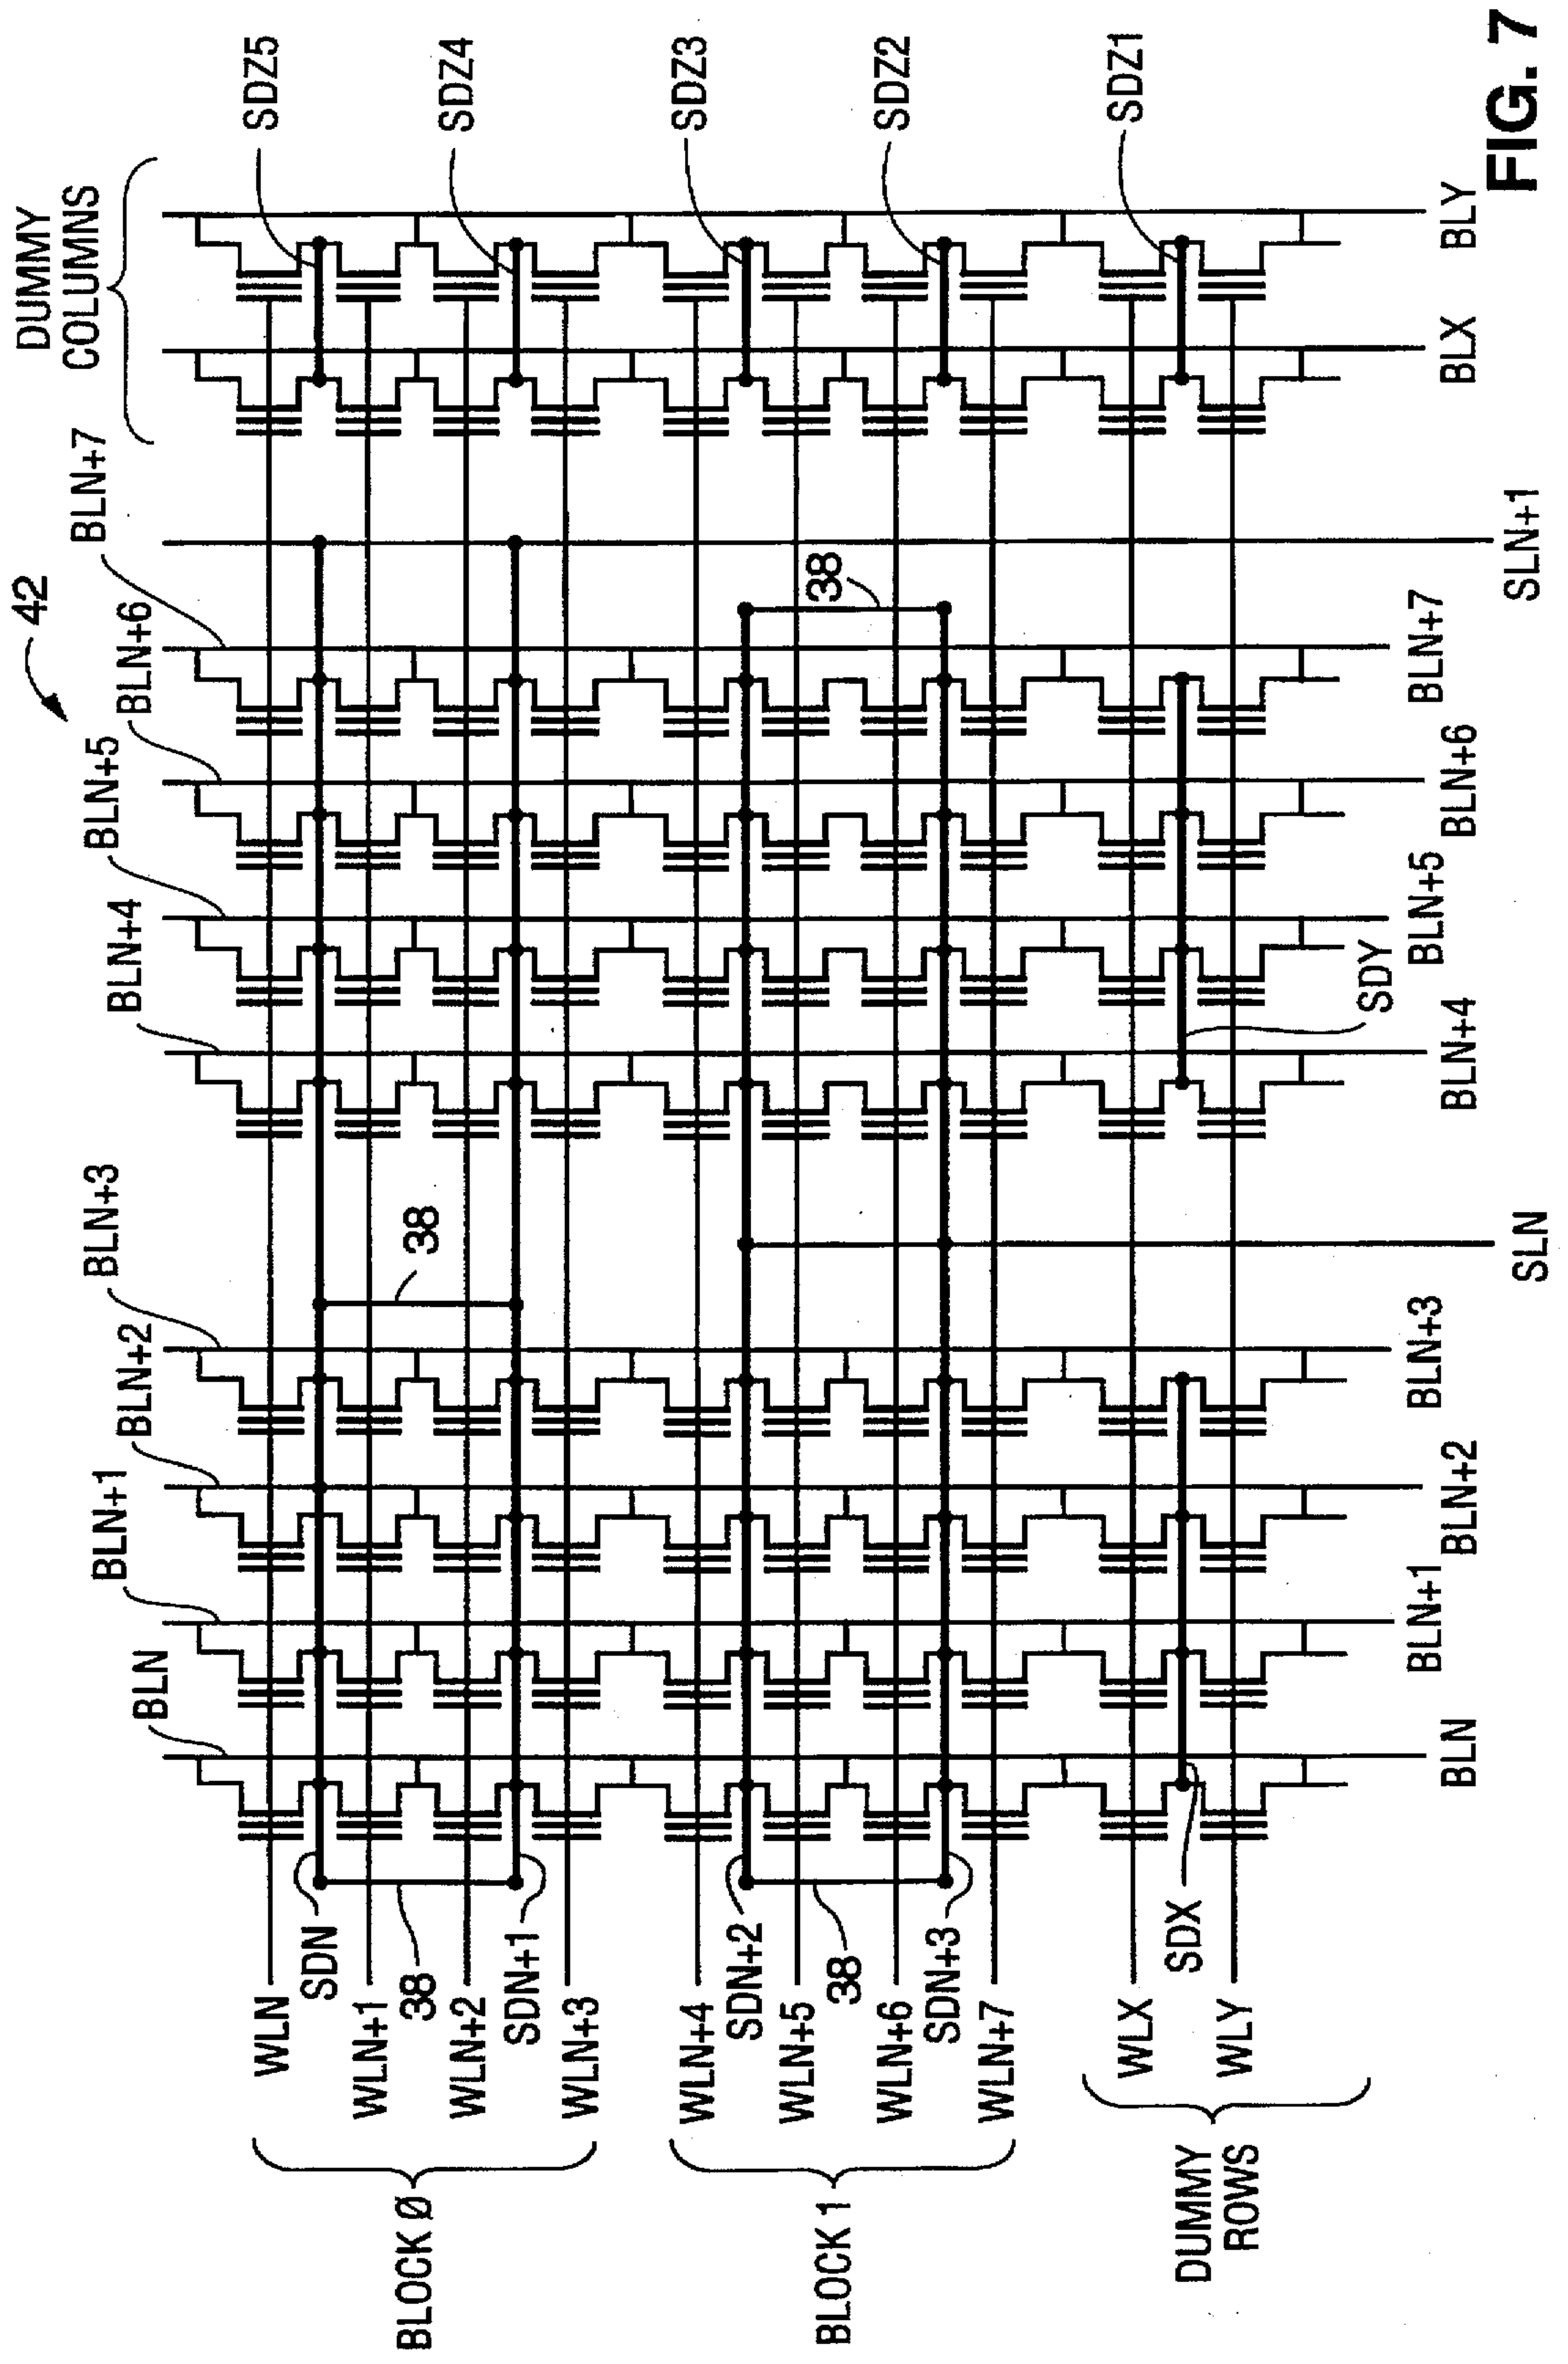 42
BLN
BLN+1
BLN+2
BLN+3
BLN+4
BLN+5
BLN+6
BLN+7
DUMMY
COLUMNS
SDZ5
SDZ4
SDZ3
SDZ2
SDZ1
BLOCK Ø
WLN
SDN
WLN+1
38
WLN+2
SDN+1
WLN+3
38
BLOCK 1
WLN+4
SDN+2
WLN+5
38
WLN+6
SDN+3
WLN+7
38
DUMMY
ROWS
WLX
SDX
WLY
SDY
BLN
BLN+1
BLN+2
BLN+3
SLN
BLN+4
BLN+5
BLN+6
BLN+7
SLN+1
BLX
BLY
FIG. 7